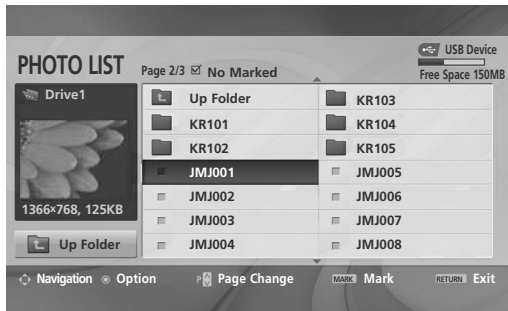 USB Device
PHOTO LIST
Page 2/3 No Marked
Free Space 150MB
Drive1
1366×768, 125KB
Up Folder
Up Folder
KR101
KR102
JMJ001
JMJ002
JMJ003
JMJ004
KR103
KR104
KR105
JMJ005
JMJ006
JMJ007
JMJ008
Navigation Option P Page Change MARK Mark RETURN Exit